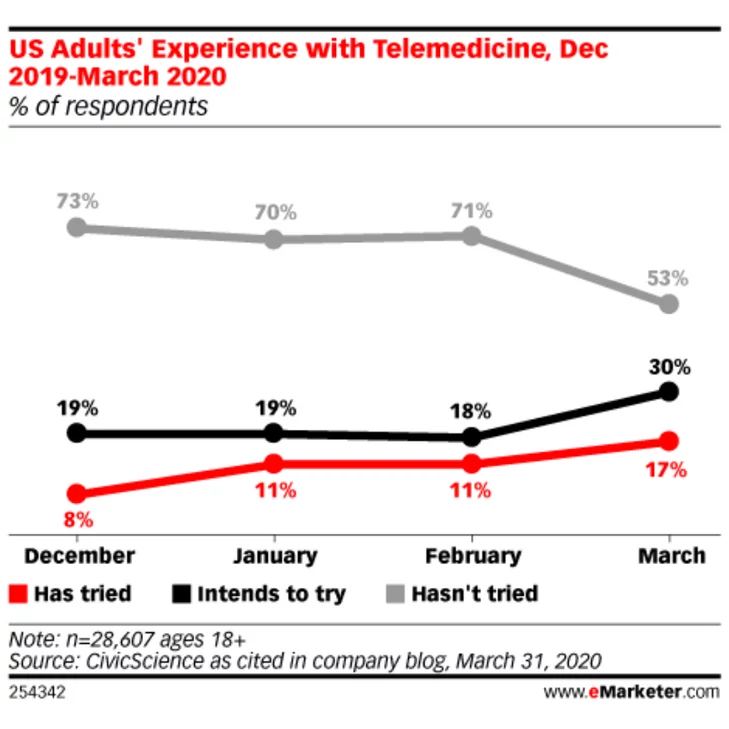 US Adults' Experience with Telemedicine, Dec
2019-March 2020
% of respondents
73%
70%
71%
53%
19%
19%
18%
30%
8%
11%
11%
17%
December January February March
Has tried Intends to try Hasn't tried
Note: n=28,607 ages 18+
Source: CivicScience as cited in company blog, March 31, 2020
254342 www.eMarketer.com